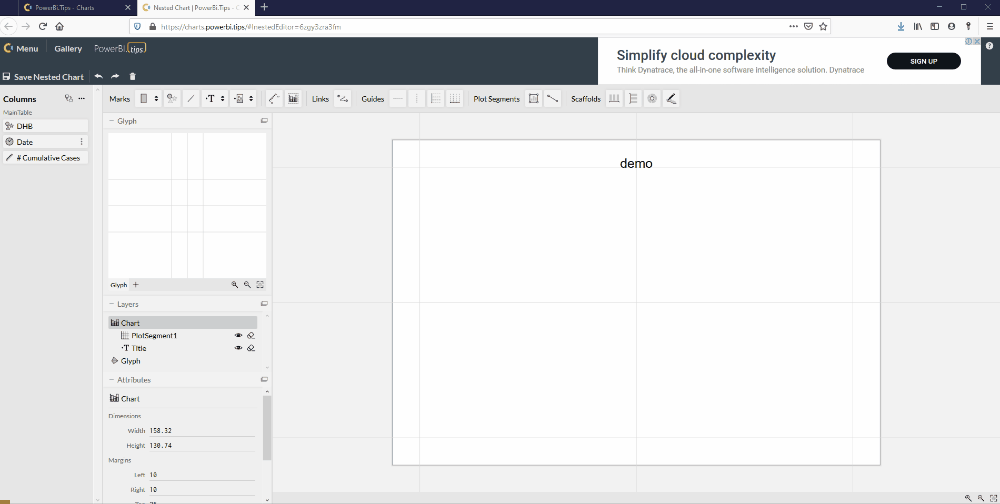 PowerBI.Tips - Charts
Nested Chart | PowerBi.Tips - C
https://charts.powerbi.tips/#!nestedEditor=6zgy3zra3fm
Menu
Gallery
PowerBI.tips
Simplify cloud complexity
Think Dynatrace, the all-in-one software intelligence solution. Dynatrace
SIGN UP
Save Nested Chart
Columns
Marks
Links
Guides
Plot Segments
Scaffolds
MainTable
DHB
Date
# Cumulative Cases
Glyph
Glyph +
Layers
Chart
PlotSegment1
Title
Glyph
Attributes
Chart
Dimensions
Width 158.32
Height 130.74
Margins
Left 10
Right 10
demo